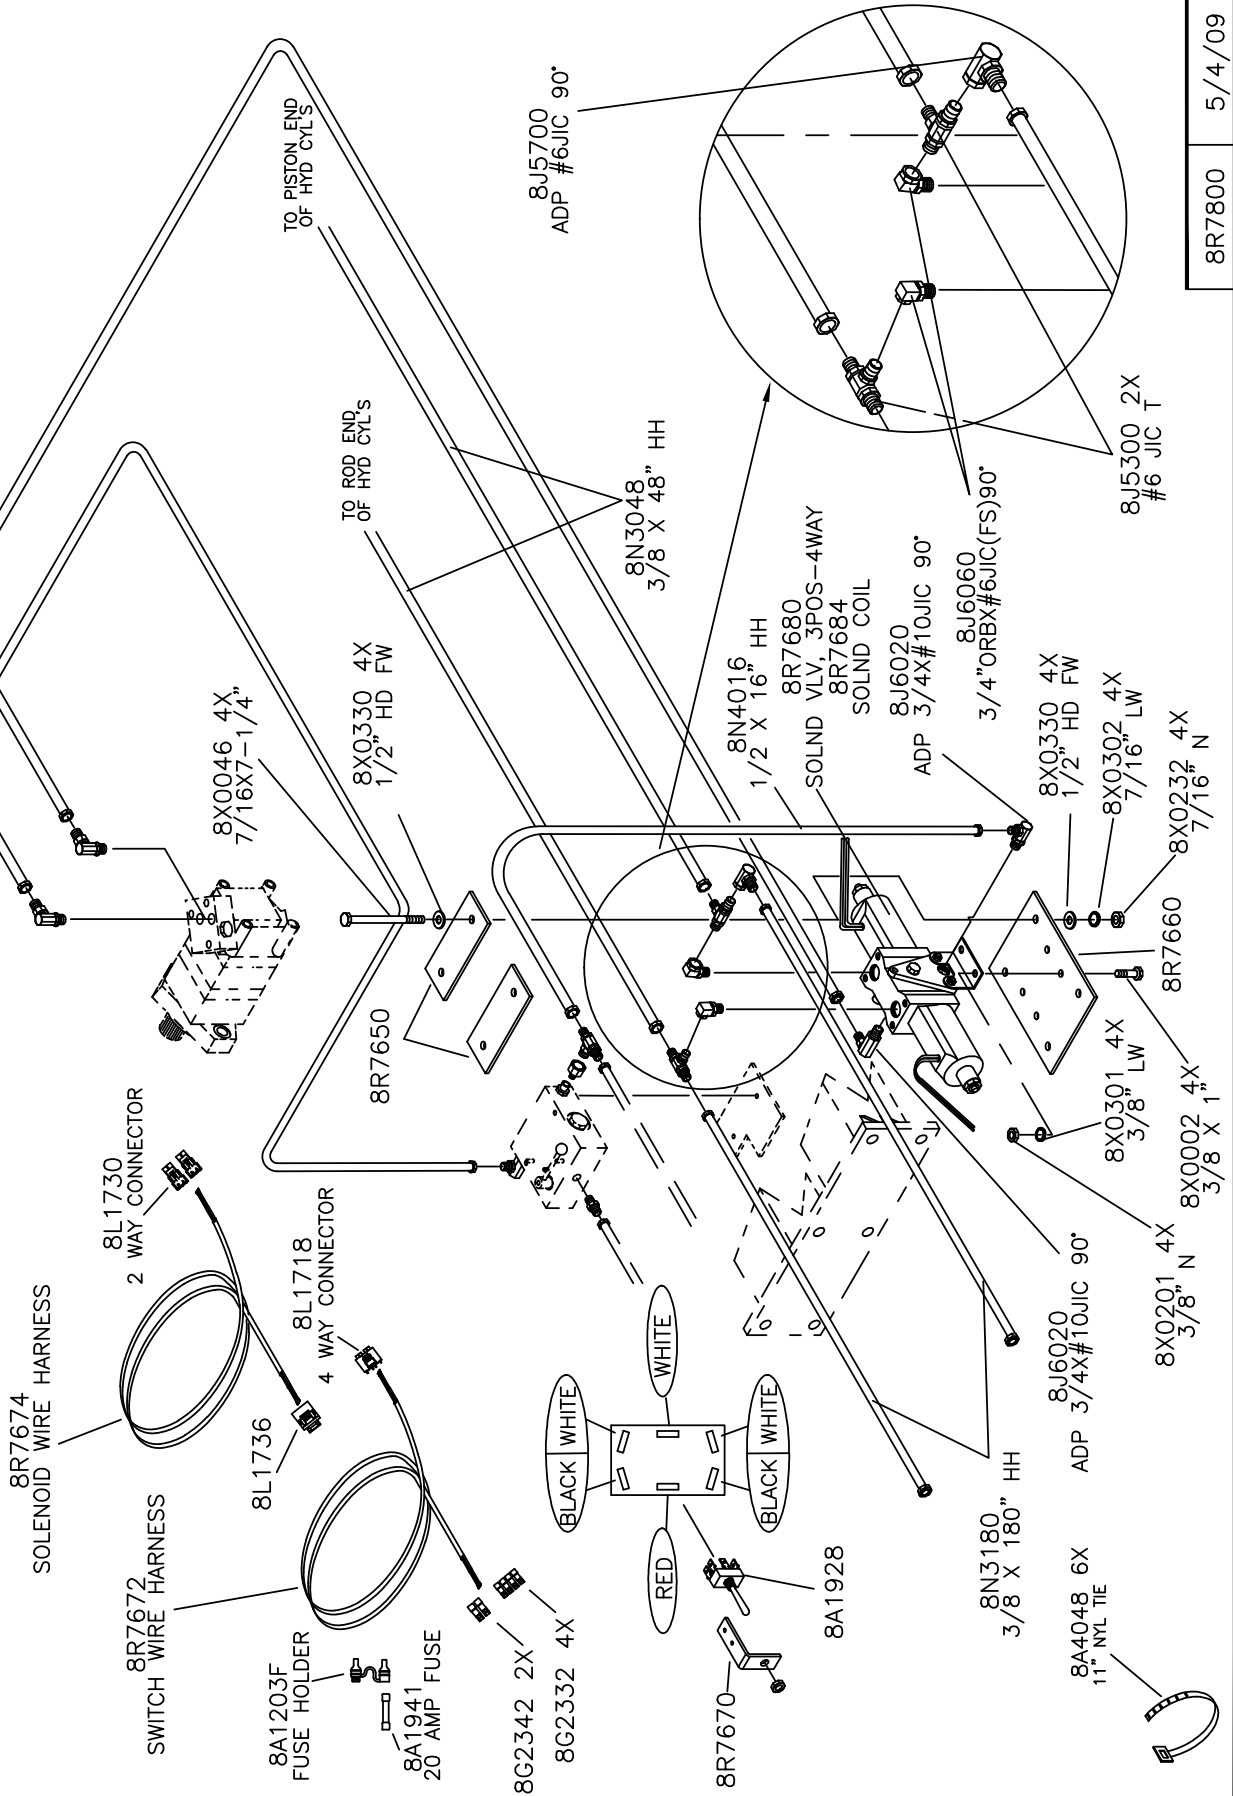 8R7674
SOLENOID WIRE HARNESS
8L1730
2 WAY CONNECTOR
8L1736
8R7672
SWITCH WIRE HARNESS
8L1718
4 WAY CONNECTOR
8A1203F
FUSE HOLDER
8A1941
20 AMP FUSE
8G2342 2X
8G2332 4X
BLACK
WHITE
WHITE
RED
BLACK
WHITE
8R7670
8A1928
8A4048 6X
11" NYL TIE
8N3180
3/8 X 180" HH
8J6020
ADP 3/4X#10JIC 90°
8X0201 4X
3/8" N
8X0002 4X
3/8 X 1"
8X0301 4X
3/8" LW
8R7660
8R7650
8X0046 4X
7/16X7-1/4"
8X0330 4X
1/2" HD FW
TO ROD END
OF HYD CYL'S
TO PISTON END
OF HYD CYL'S
8N3048
3/8 X 48" HH
8N4016
1/2 X 16" HH
8R7680
SOLND VLV, 3POS-4WAY
8R7684
SOLND COIL
8J6020
ADP 3/4X#10JIC 90°
8J6060
3/4"ORBX#6JIC(FS)90°
8X0330 4X
1/2" HD FW
8X0302 4X
7/16" LW
8X0232 4X
7/16" N
8J5700
ADP #6JIC 90°
8J5300 2X
#6 JIC T
8R7800
5/4/09